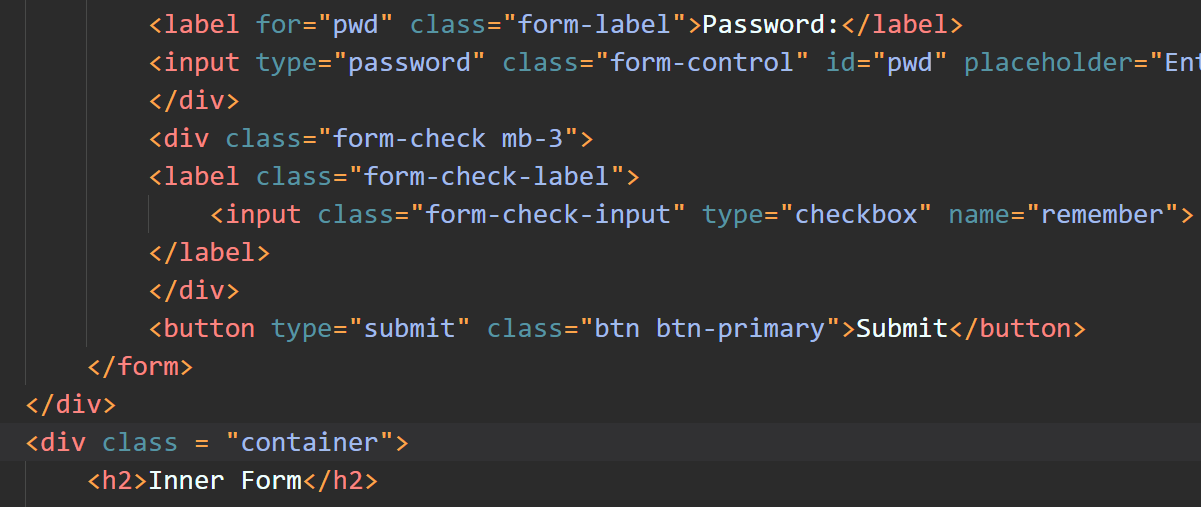 <label for="pwd" class="form-label">Password:</label>
<input type="password" class="form-control" id="pwd" placeholder="Ent
</div>
<div class="form-check mb-3">
<label class="form-check-label">
<input class="form-check-input" type="checkbox" name="remember">
</label>
</div>
<button type="submit" class="btn btn-primary">Submit</button>
</form>
</div>
<div class = "container">
<h2>Inner Form</h2>